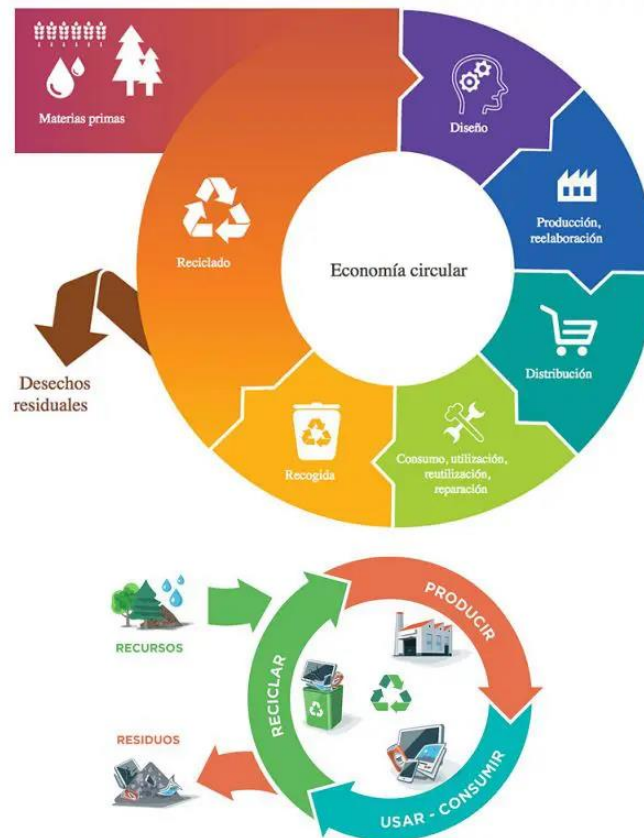 Materias primas
Diseño
Producción,
reelaboración
Reciclado
Economía circular
Distribución
Desechos
residuales
Recogida
Consumo, utilización,
reutilización,
reparación
RECURSOS
RESIDUOS
RECICLAR
PRODUCIR
USAR - CONSUMIR